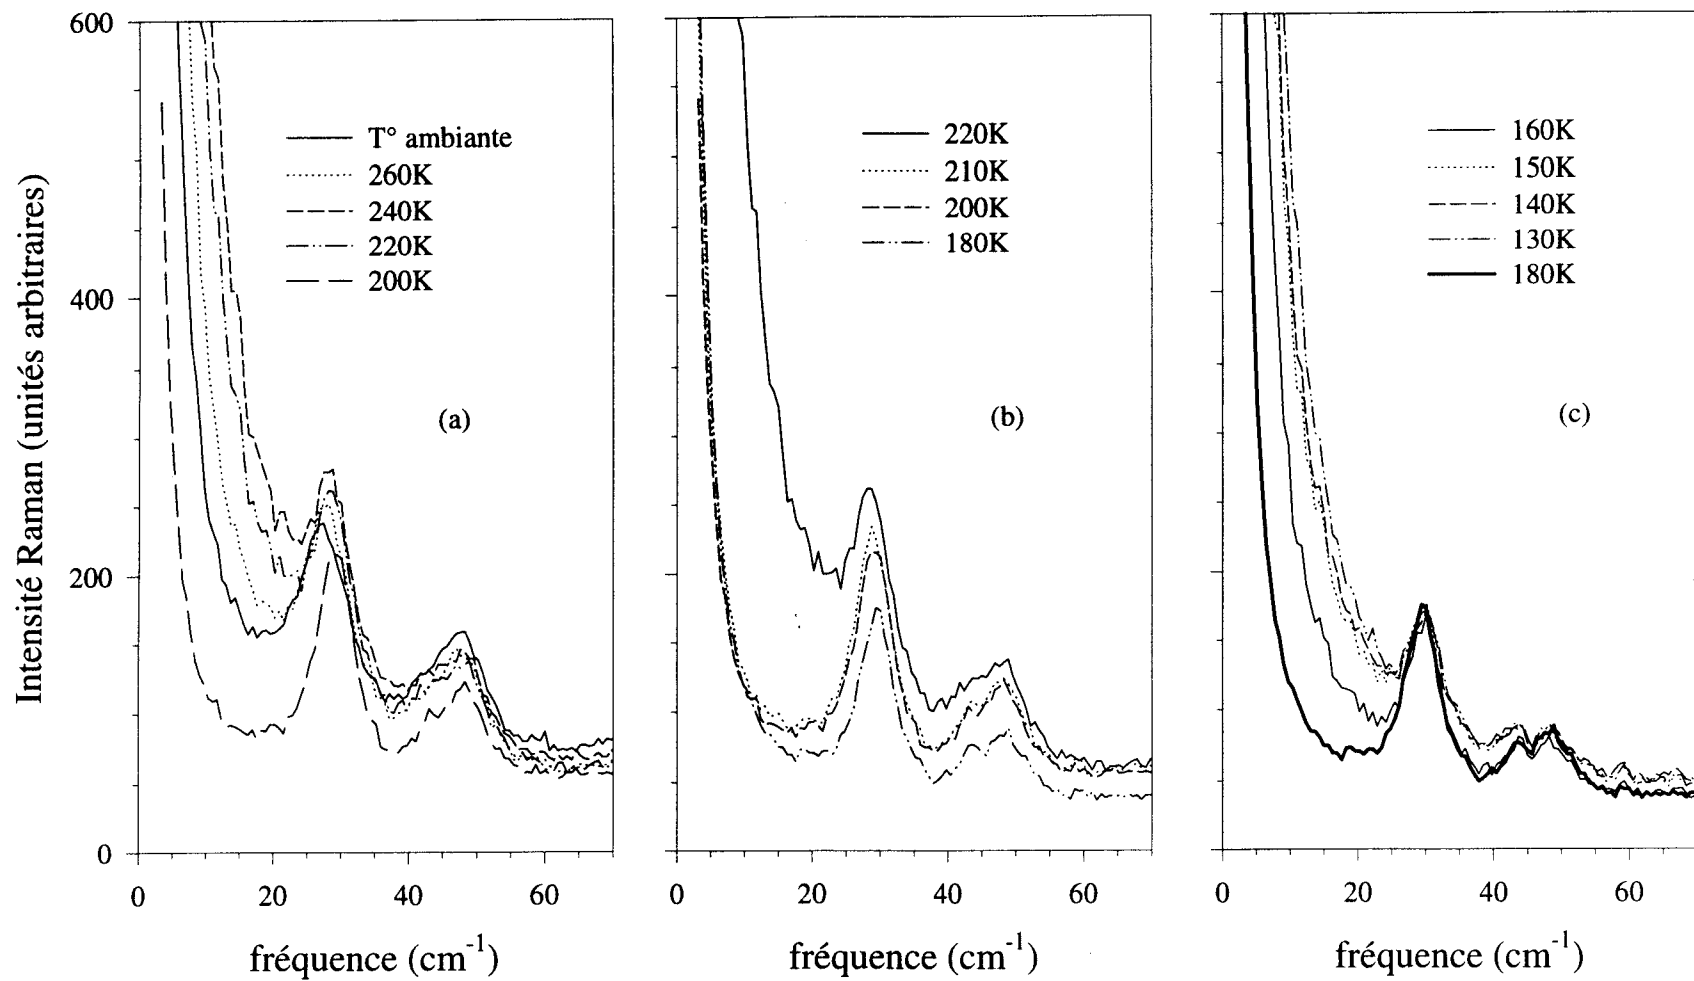 Intensité Raman (unités arbitraires)
600
400
200
0
T° ambiante
260K
240K
220K
200K
(a)
0 20 40 60
fréquence (cm-1)
220K
210K
200K
180K
(b)
0 20 40 60
fréquence (cm-1)
160K
150K
140K
130K
180K
(c)
0 20 40 60
fréquence (cm-1)